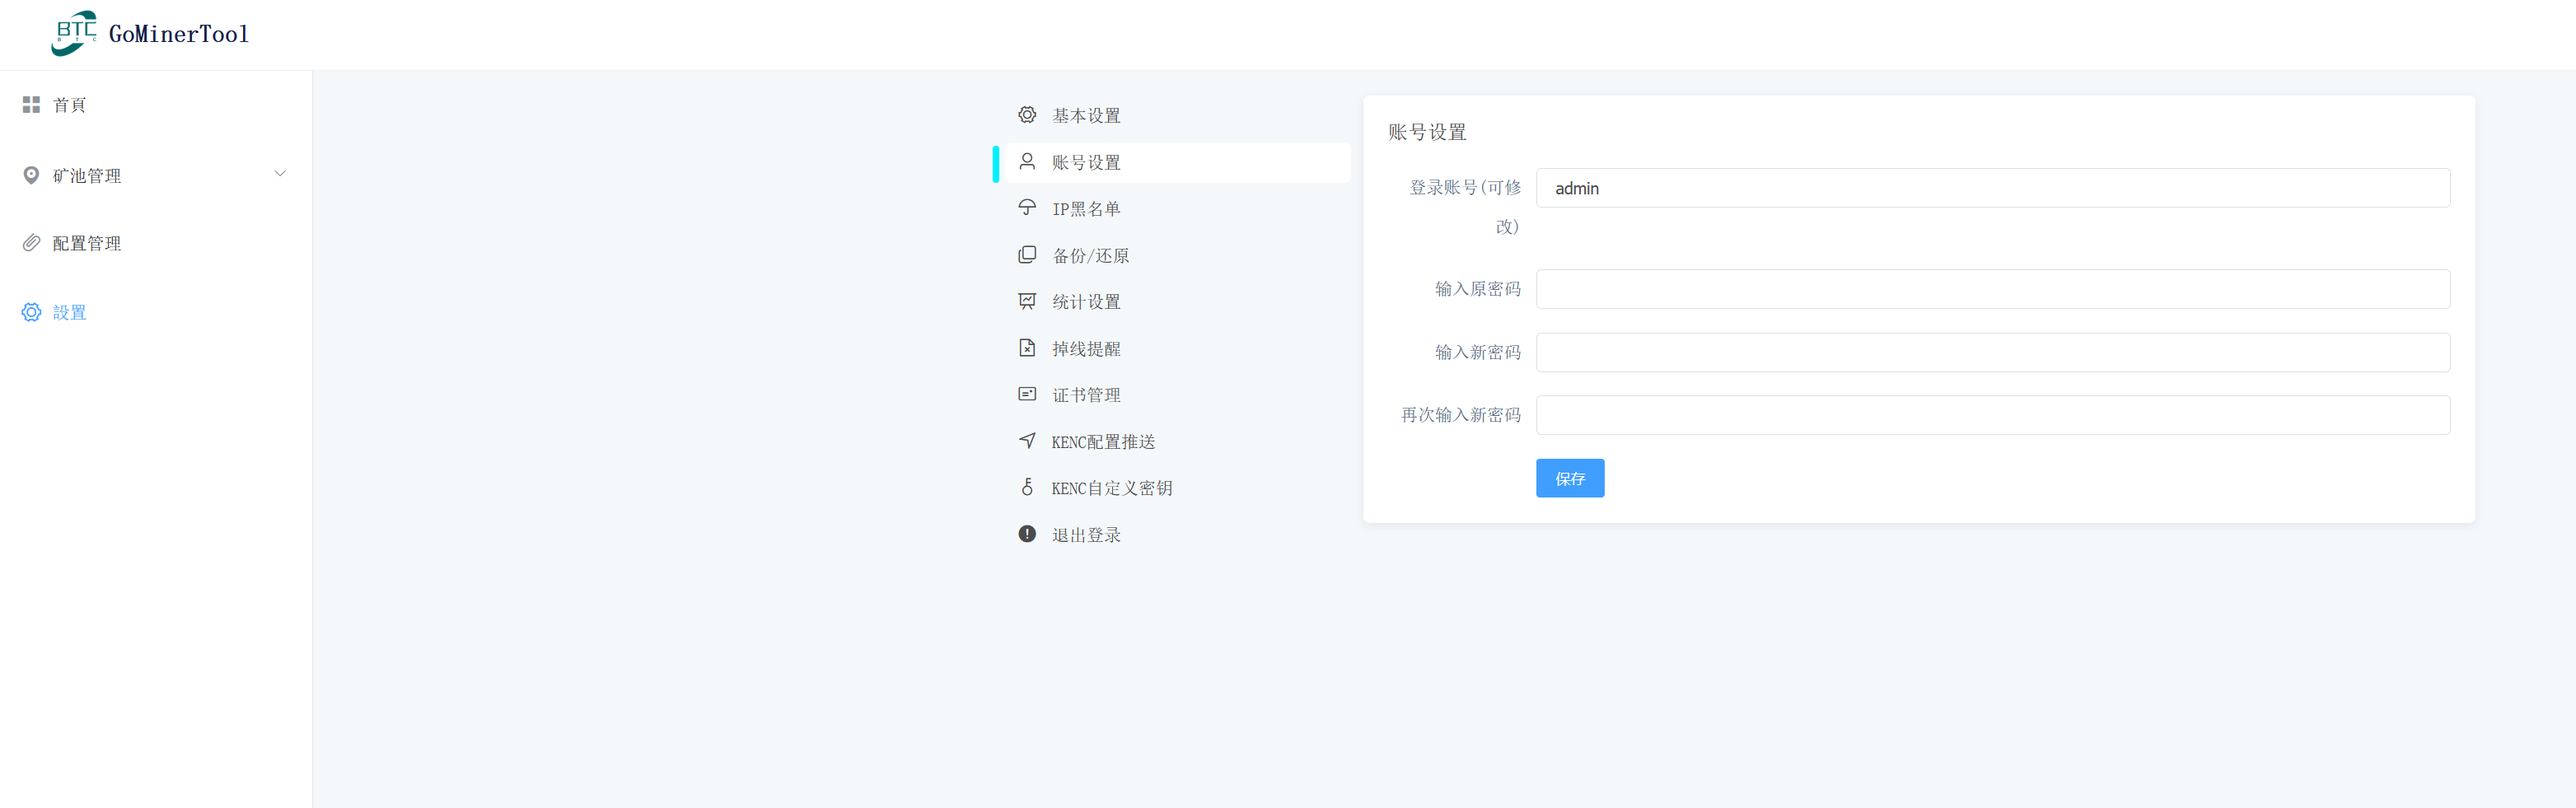 BTC
B T C
GoMinerTool
首頁
矿池管理
配置管理
設置
基本设置
账号设置
IP黑名单
备份/还原
统计设置
掉线提醒
证书管理
KENC配置推送
KENC自定义密钥
退出登录
账号设置
登录账号(可修
改)
admin
输入原密码
输入新密码
再次输入新密码
保存